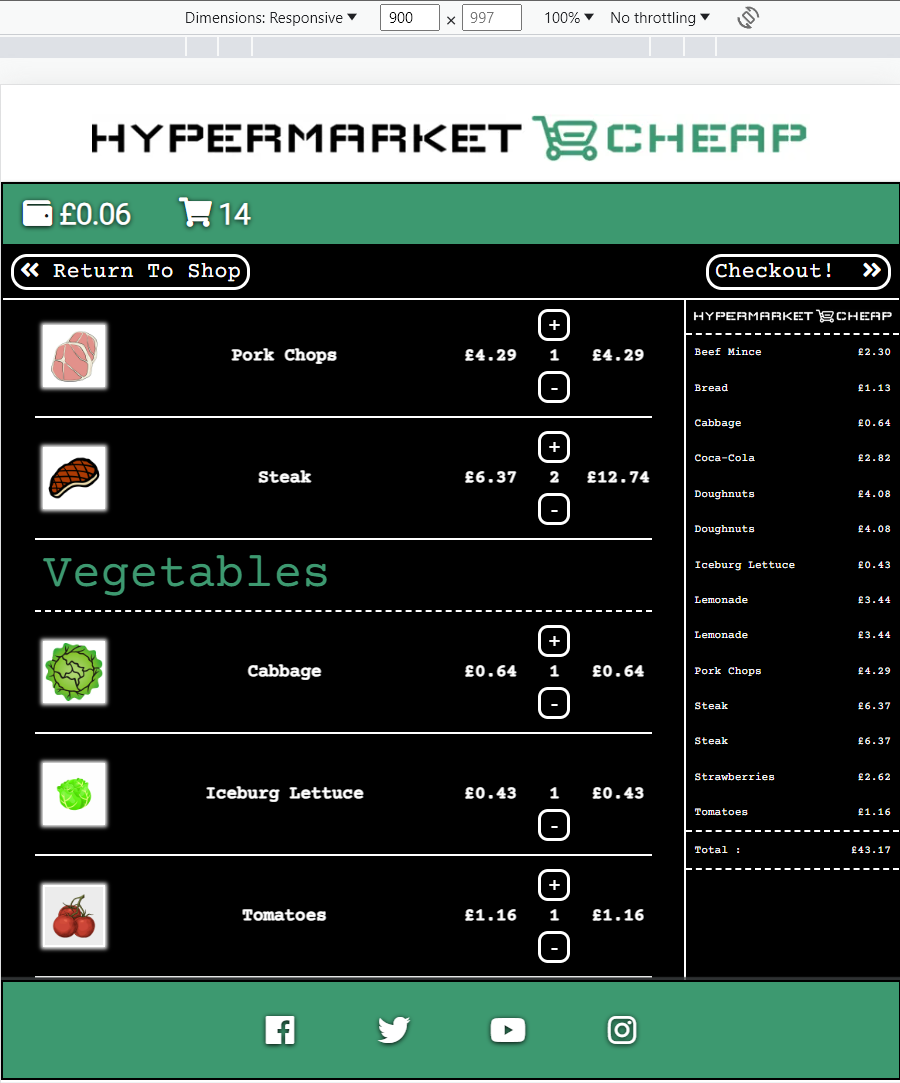 Dimensions: Responsive 900 × 997 100% No throttling
HYPERMARKET CHEAP
£0.06 14
Return To Shop Checkout!
Pork Chops £4.29 + 1 - £4.29
Steak £6.37 + 2 - £12.74
Vegetables
Cabbage £0.64 + 1 - £0.64
Iceburg Lettuce £0.43 1 - £0.43
Tomatoes £1.16 + 1 - £1.16
HYPERMARKET CHEAP
Beef Mince £2.30
Bread £1.13
Cabbage £0.64
Coca-Cola £2.82
Doughnuts £4.08
Doughnuts £4.08
Iceburg Lettuce £0.43
Lemonade £3.44
Lemonade £3.44
Pork Chops £4.29
Steak £6.37
Steak £6.37
Strawberries £2.62
Tomatoes £1.16
Total : £43.17